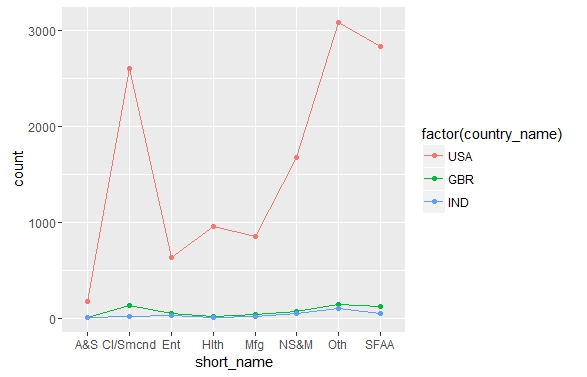 3000
2000
1000
0
count
A&S Cl/Smcnd Ent Hlth Mfg NS&M Oth SFAA
short_name
factor(country_name)
USA
GBR
IND